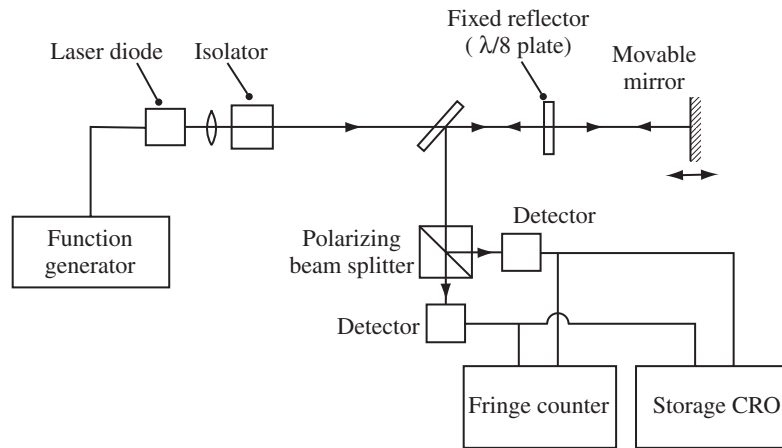 Fixed reflector
( λ/8 plate)
Laser diode
Isolator
Movable
mirror
Function
generator
Polarizing
beam splitter
Detector
Detector
Fringe counter
Storage CRO